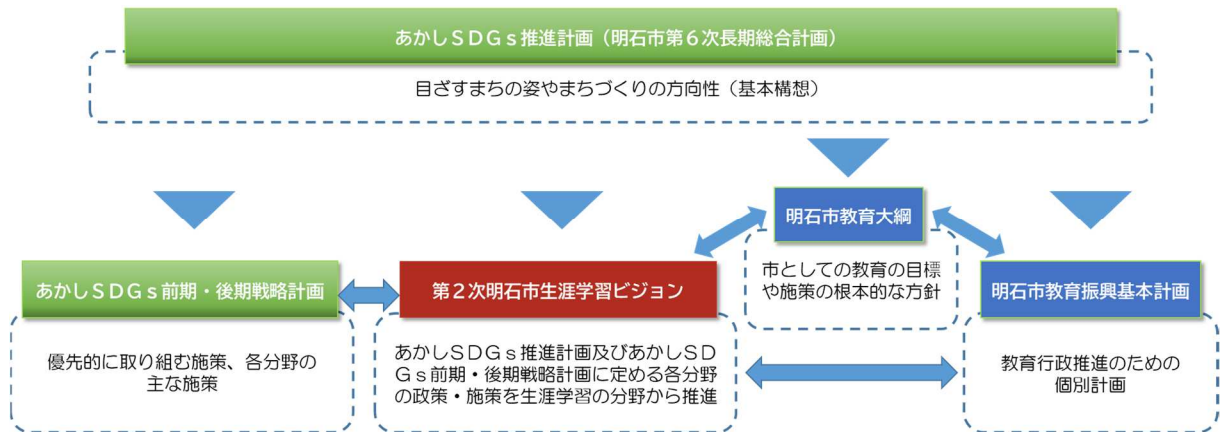 あかしＳＤＧｓ推進計画（明石市第６次長期総合計画）
目ざすまちの姿やまちづくりの方向性（基本構想）
明石市教育大綱
市としての教育の目標
や施策の根本的な方針
あかしＳＤＧｓ前期・後期戦略計画
優先的に取り組む施策、各分野の
主な施策
第２次明石市生涯学習ビジョン
あかしＳＤＧｓ推進計画及びあかしＳＤ
Ｇｓ前期・後期戦略計画に定める各分野
の政策・施策を生涯学習の分野から推進
明石市教育振興基本計画
教育行政推進のための
個別計画